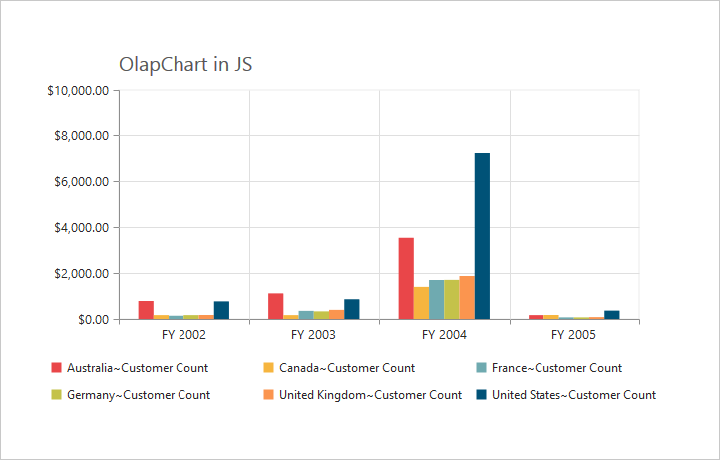 OlapChart in JS
$10,000.00
$8,000.00
$6,000.00
$4,000.00
$2,000.00
$0.00
FY 2002 FY 2003 FY 2004 FY 2005
Australia~Customer Count Canada~Customer Count France~Customer Count
Germany~Customer Count United Kingdom~Customer Count United States~Customer Count